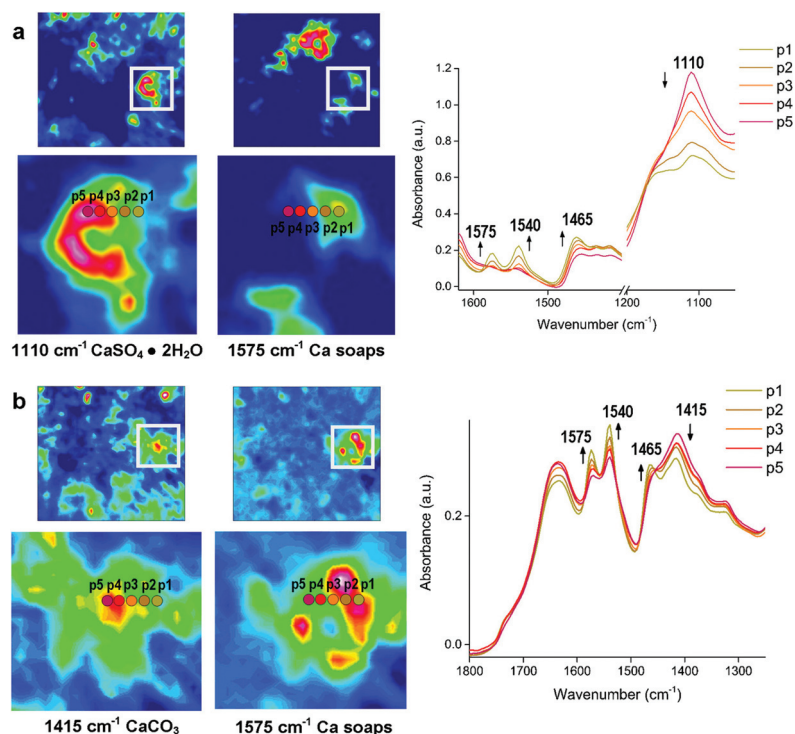 a
p5 p4 p3 p2 p1
p5 p4 p3 p2 p1
1110 cm⁻¹ CaSO₄ • 2H₂O
1575 cm⁻¹ Ca soaps
Absorbance (a.u.)
1.2
1.0
0.8
0.6
0.4
0.2
0.0
1575
1540
1465
1110
1600
1500
1200
1100
Wavenumber (cm⁻¹)
p1
p2
p3
p4
p5
b
p5 p4 p3 p2 p1
p5 p4 p3 p2 p1
1415 cm⁻¹ CaCO₃
1575 cm⁻¹ Ca soaps
Absorbance (a.u.)
0.2
0.0
1575
1540
1465
1415
1800
1700
1600
1500
1400
1300
Wavenumber (cm⁻¹)
p1
p2
p3
p4
p5